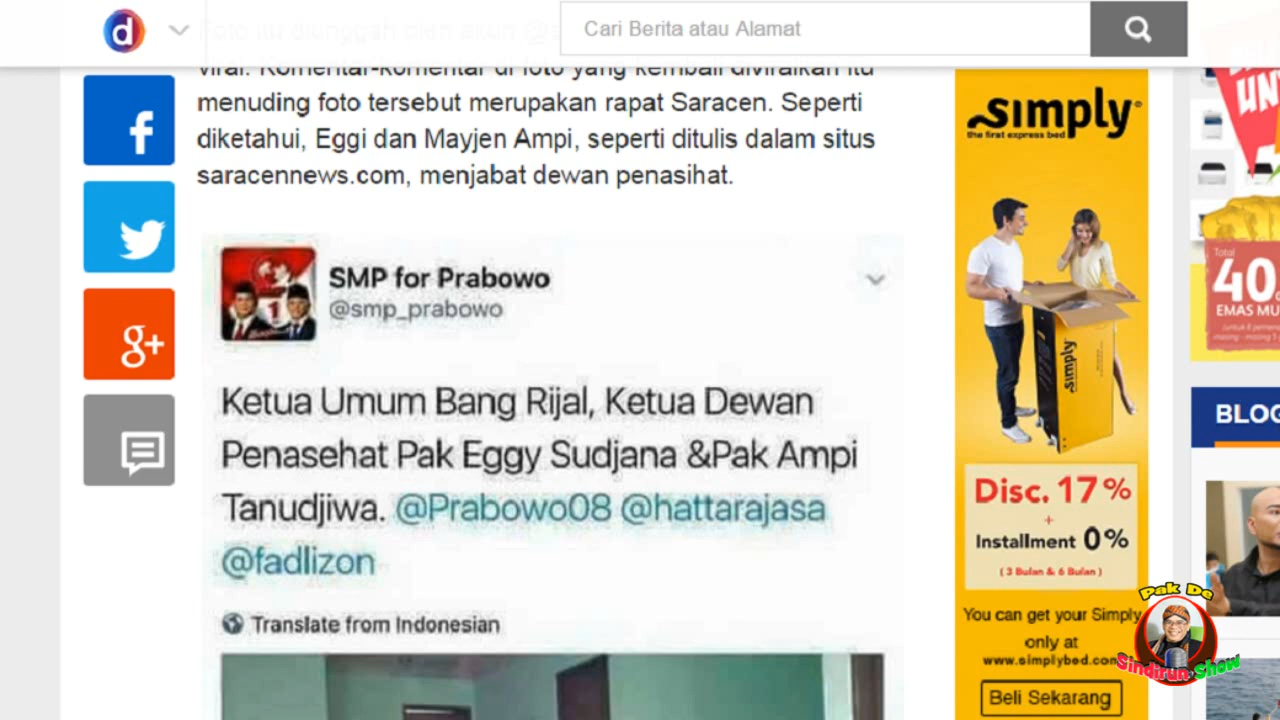 d
Cari Berita atau Alamat
viral. Komentar-komentar di foto yang kembali diviralkan itu
menuding foto tersebut merupakan rapat Saracen. Seperti
diketahui, Eggi dan Mayjen Ampi, seperti ditulis dalam situs
saracennews.com, menjabat dewan penasihat.
f
g+
SMP for Prabowo
@smp_prabowo
Ketua Umum Bang Rijal, Ketua Dewan
Penasehat Pak Eggy Sudjana &Pak Ampi
Tanudjiwa. @Prabowo08 @hattarajasa
@fadlizon
Translate from Indonesian
simply
the first express bed
simply
Disc. 17%
+
Installment 0%
( 3 Bulan & 6 Bulan )
You can get your Simply
only at
www.simplybed.com
Beli Sekarang
UN
Total
40.
EMAS MU
BLOG
Pak De
Sindirun Show